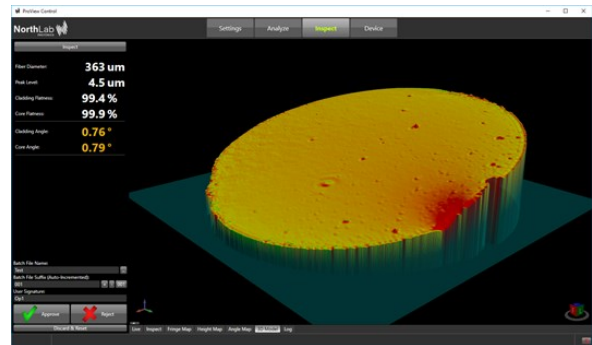 ProView Control
NorthLab
PHOTONICS
Settings Analyze Inspect Device
Inspect
Fiber Diameter: 363 um
Peak Level: 4.5 um
Cladding Flatness: 99.4 %
Core Flatness: 99.9 %
Cladding Angle: 0.76 °
Core Angle: 0.79 °
Batch File Name:
Test
Batch File Suffix (Auto-Incremented):
001
User Signature:
Op1
Approve Reject
Discard & Reset
Live Inspect Fringe Map Height Map Angle Map 3D Model Log